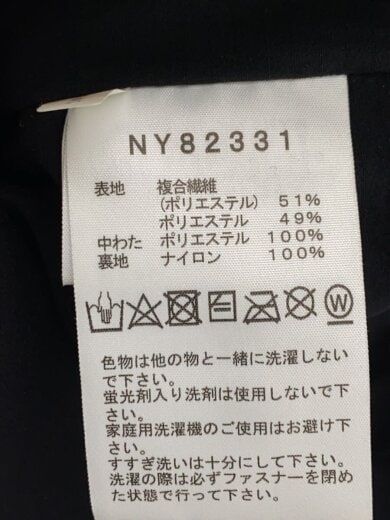 NY82331
表地 複合繊維
(ポリエステル) 51%
ポリエステル 49%
中わた ポリエステル 100%
裏地 ナイロン 100%
W
色物は他の物と一緒に洗濯しない
で下さい。
蛍光剤入り洗剤は使用しないで下
さい。
家庭用洗濯機のご使用はお避け下
さい。
すすぎ洗いは十分にして下さい。
洗濯の際は必ずファスナーを閉め
た状態で行って下さい。